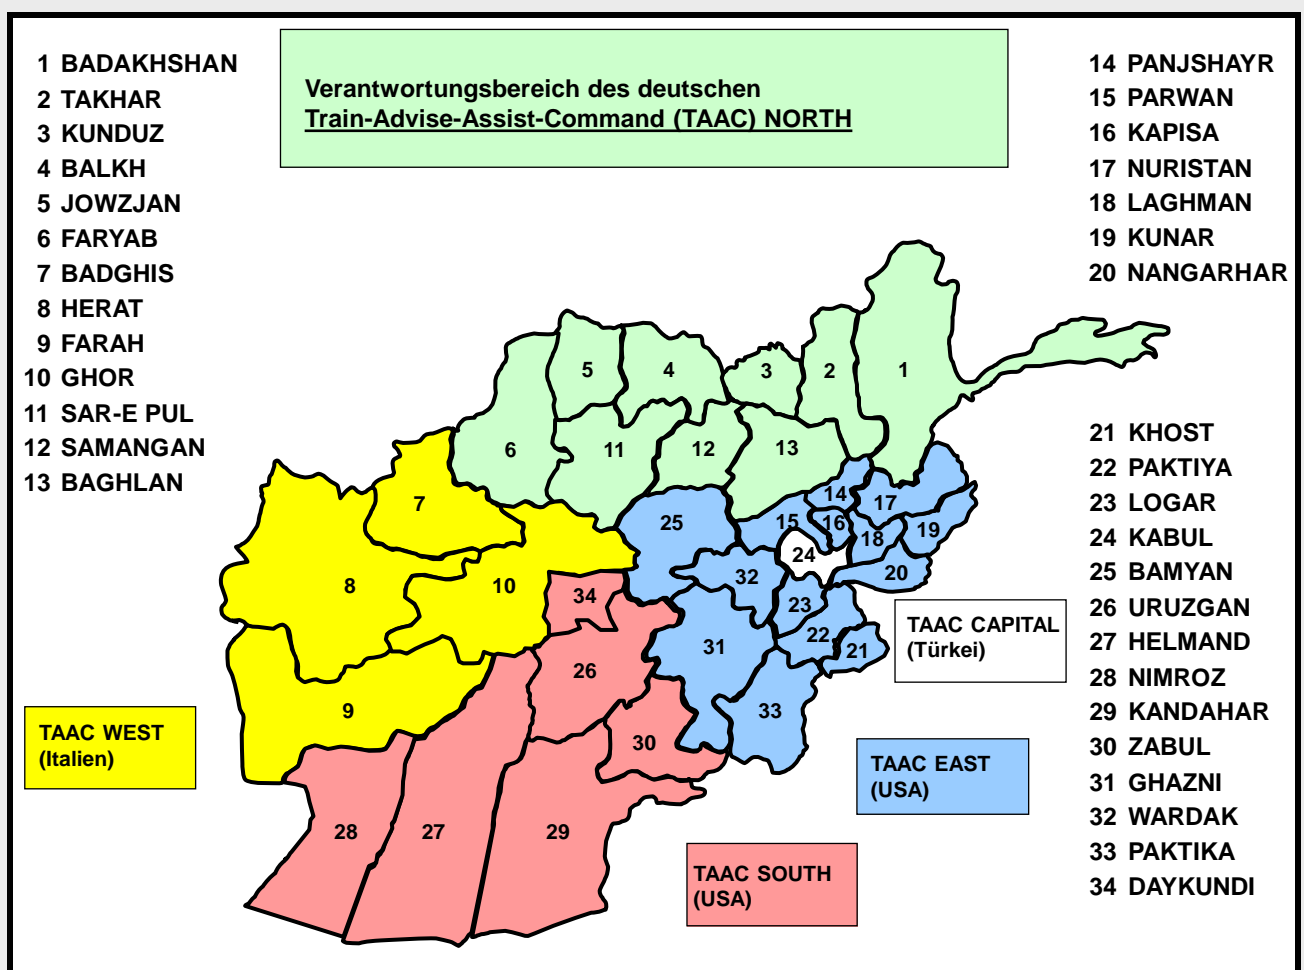 1 BADAKHSHAN
2 TAKHAR
3 KUNDUZ
4 BALKH
5 JOWZJAN
6 FARYAB
7 BADGHIS
8 HERAT
9 FARAH
10 GHOR
11 SAR-E PUL
12 SAMANGAN
13 BAGHLAN
Verantwortungsbereich des deutschen
Train-Advise-Assist-Command (TAAC) NORTH
14 PANJSHAYR
15 PARWAN
16 KAPISA
17 NURISTAN
18 LAGHMAN
19 KUNAR
20 NANGARHAR
21 KHOST
22 PAKTIYA
23 LOGAR
24 KABUL
25 BAMYAN
26 URUZGAN
27 HELMAND
28 NIMROZ
29 KANDAHAR
30 ZABUL
31 GHAZNI
32 WARDAK
33 PAKTIKA
34 DAYKUNDI
5
4
3
2
1
6
11
12
13
7
25
14
17
15
16
18
19
24
20
8
10
34
32
23
22
21
31
26
9
33
30
28
27
29
TAAC CAPITAL
(Türkei)
TAAC WEST
(Italien)
TAAC EAST
(USA)
TAAC SOUTH
(USA)